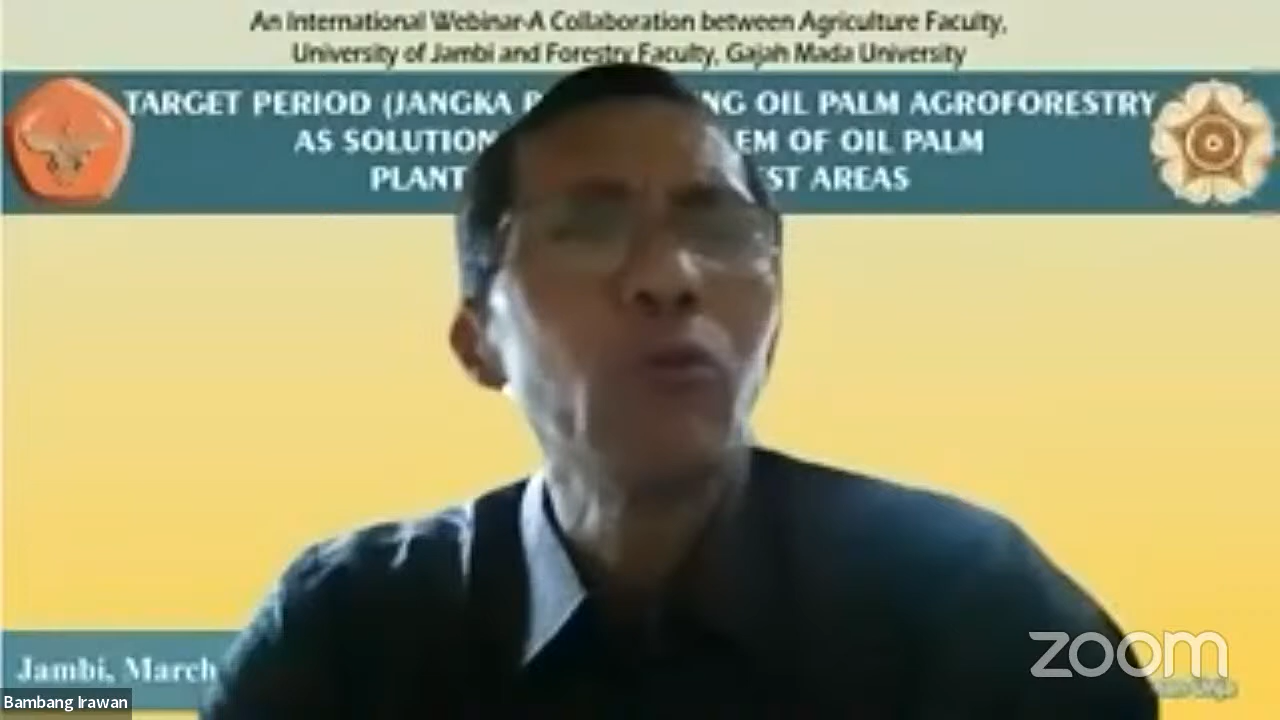 An International Webinar-A Collaboration between Agriculture Faculty,
University of Jambi and Forestry Faculty, Gajah Mada University
TARGET PERIOD (JANGKA NG OIL PALM AGROFORESTRY
AS SOLUTION EM OF OIL PALM
PLANT ST AREAS
Jambi, March
zoom
Bambang Irawan